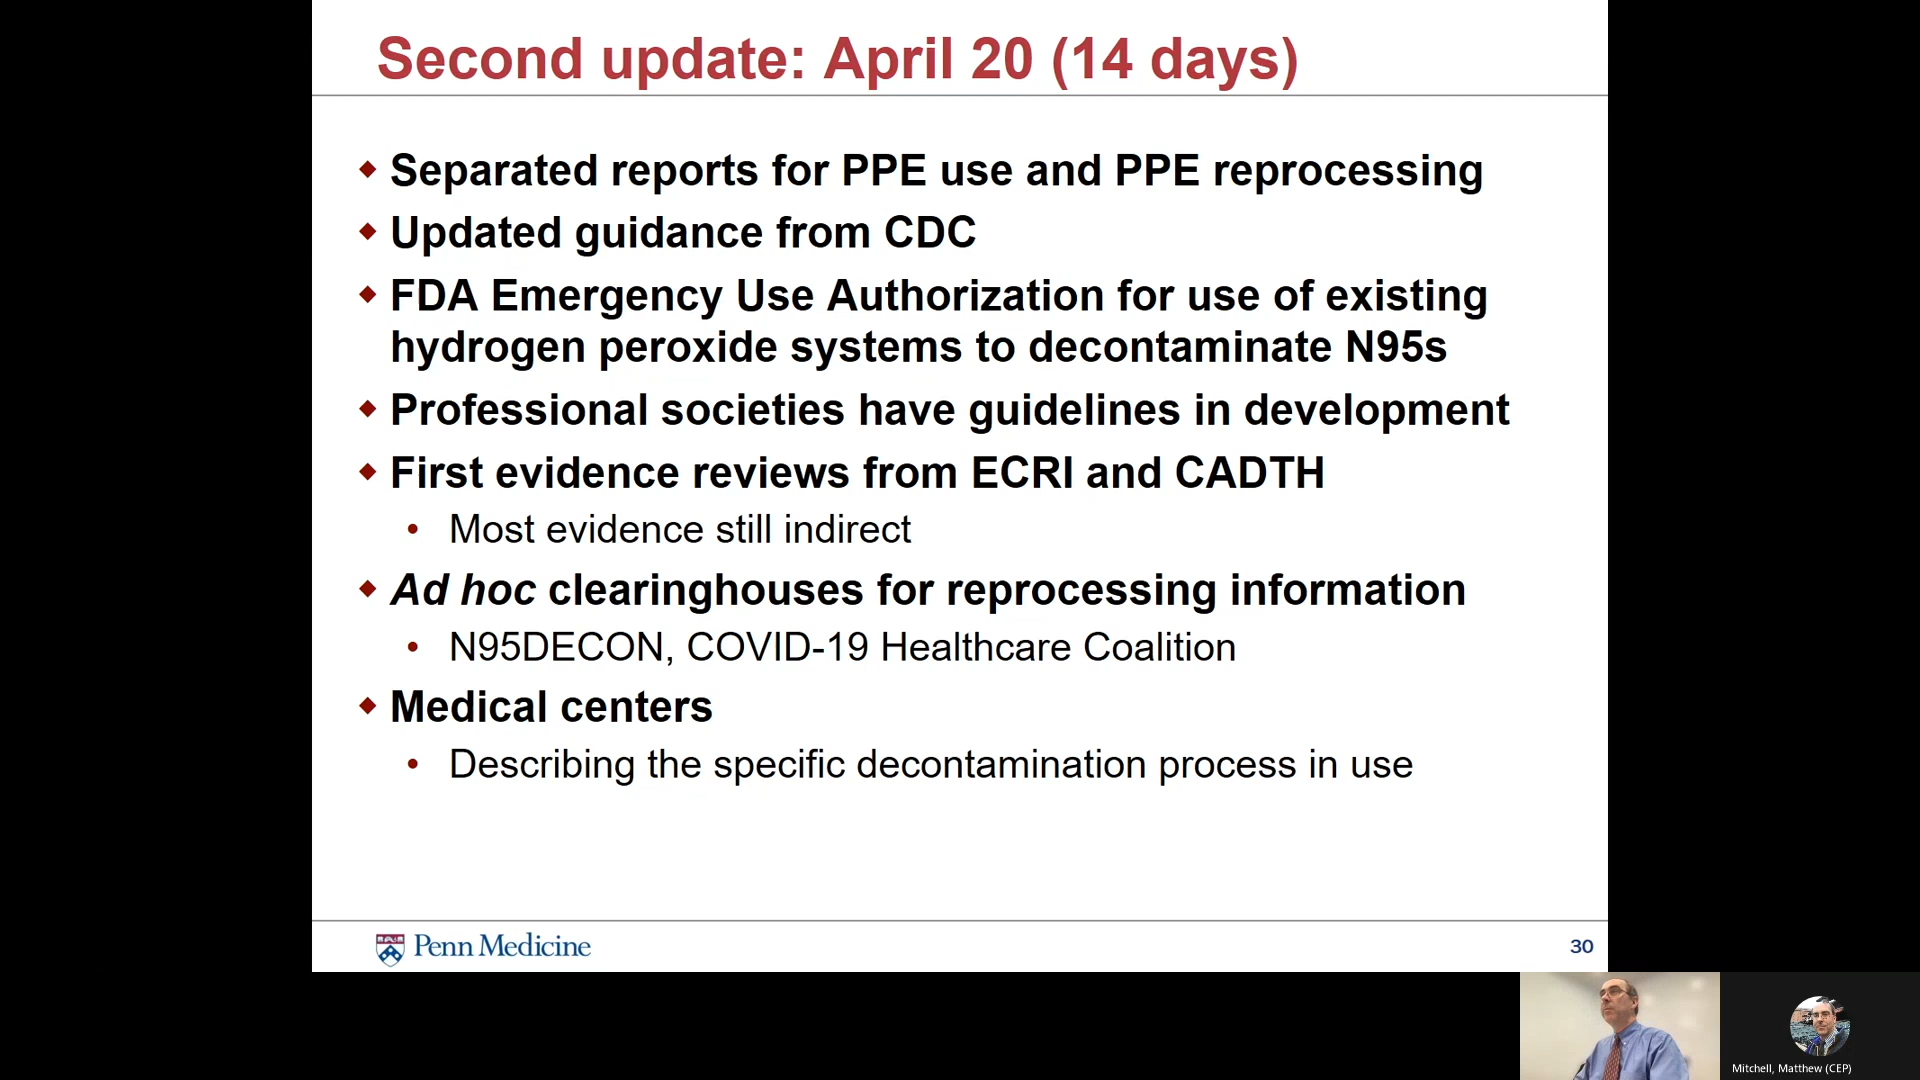 Second update: April 20 (14 days)
Separated reports for PPE use and PPE reprocessing
Updated guidance from CDC
FDA Emergency Use Authorization for use of existing
hydrogen peroxide systems to decontaminate N95s
Professional societies have guidelines in development
First evidence reviews from ECRI and CADTH
Most evidence still indirect
Ad hoc clearinghouses for reprocessing information
N95DECON, COVID-19 Healthcare Coalition
Medical centers
Describing the specific decontamination process in use
Penn Medicine
30
Mitchell, Matthew (CEP)